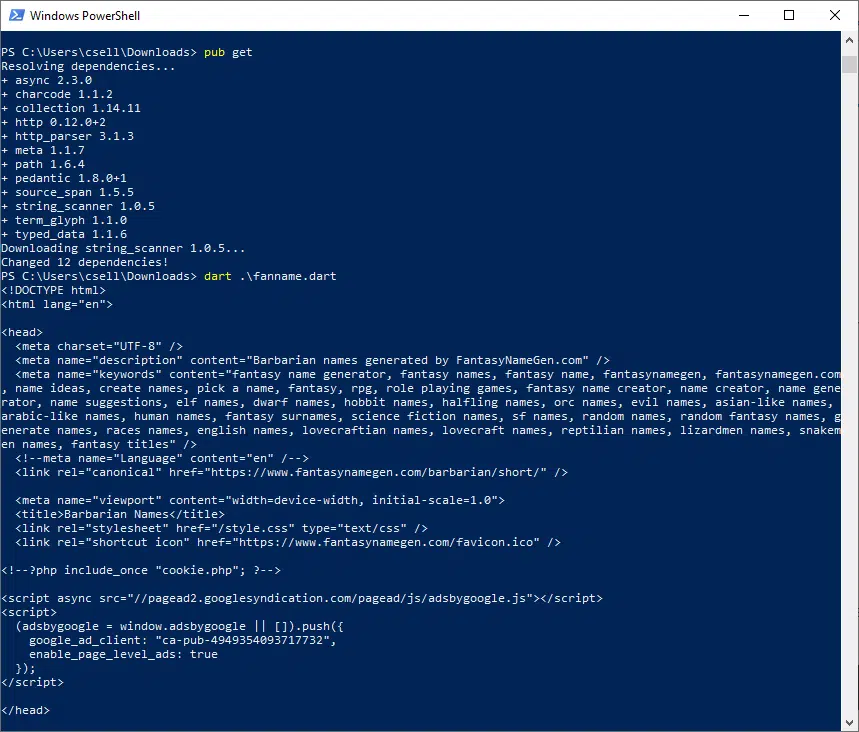 Windows PowerShell
PS C:\Users\csell\Downloads> pub get
Resolving dependencies...
+ async 2.3.0
+ charcode 1.1.2
+ collection 1.14.11
+ http 0.12.0+2
+ http_parser 3.1.3
+ meta 1.1.7
+ path 1.6.4
+ pedantic 1.8.0+1
+ source_span 1.5.5
+ string_scanner 1.0.5
+ term_glyph 1.1.0
+ typed_data 1.1.6
Downloading string_scanner 1.0.5...
Changed 12 dependencies!
PS C:\Users\csell\Downloads> dart .\fanname.dart
<!DOCTYPE html>
<html lang="en">
<head>
  <meta charset="UTF-8" />
  <meta name="description" content="Barbarian names generated by FantasyNameGen.com" />
  <meta name="keywords" content="fantasy name generator, fantasy names, fantasy name, fantasynamegen, fantasynamegen.com
, name ideas, create names, pick a name, fantasy, rpg, role playing games, fantasy name creator, name creator, name gene
rator, name suggestions, elf names, dwarf names, hobbit names, halfling names, orc names, evil names, asian-like names,
arabic-like names, human names, fantasy surnames, science fiction names, sf names, random names, random fantasy names, g
enerate names, races names, english names, lovecraftian names, lovecraft names, reptilian names, lizardmen names, snakem
en names, fantasy titles" />
  <!--meta name="Language" content="en" /-->
  <link rel="canonical" href="https://www.fantasynamegen.com/barbarian/short/" />
  <meta name="viewport" content="width=device-width, initial-scale=1.0">
  <title>Barbarian Names</title>
  <link rel="stylesheet" href="/style.css" type="text/css" />
  <link rel="shortcut icon" href="https://www.fantasynamegen.com/favicon.ico" />
<!--?php include_once "cookie.php"; ?-->
<script async src="//pagead2.googlesyndication.com/pagead/js/adsbygoogle.js"></script>
<script>
  (adsbygoogle = window.adsbygoogle || []).push({
    google_ad_client: "ca-pub-4949354093717732",
    enable_page_level_ads: true
  });
</script>
</head>